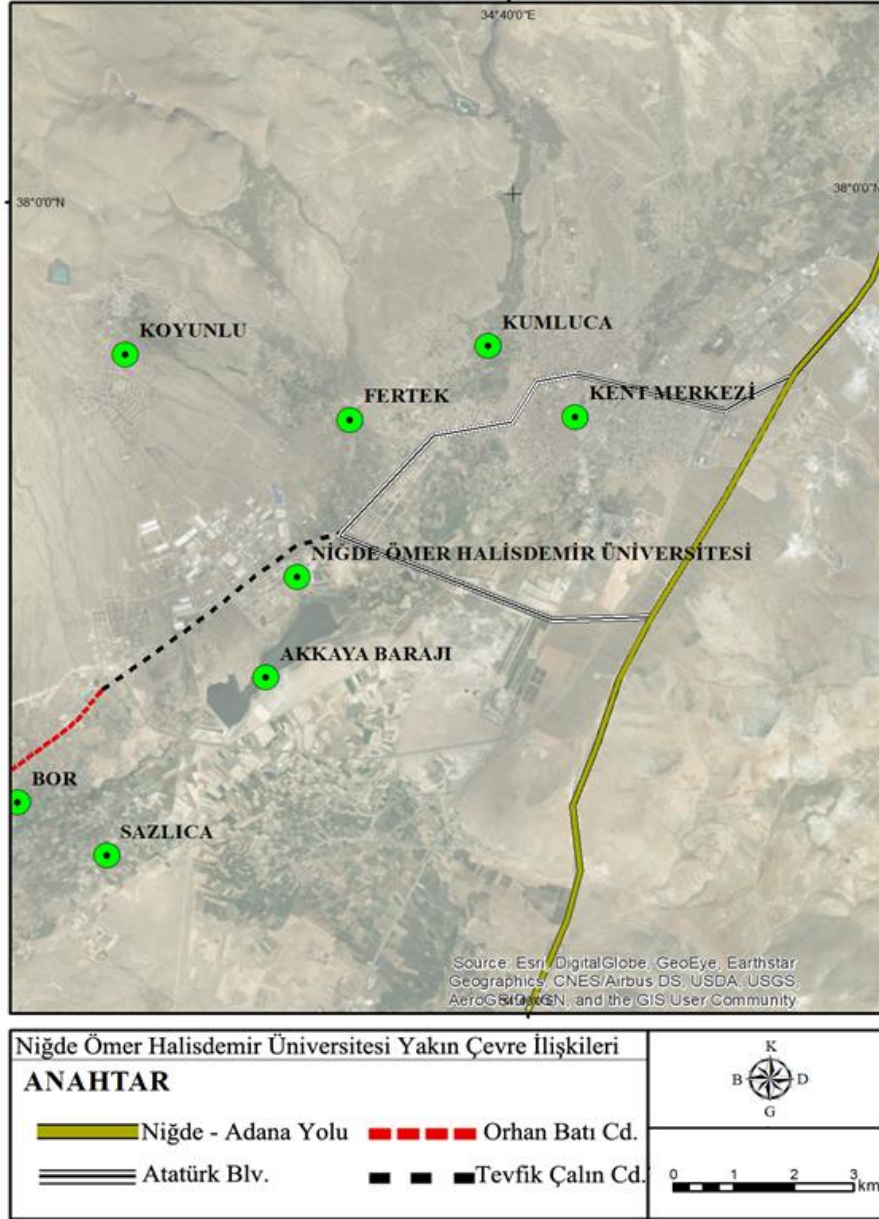 34°40'0"E
38°0'0"N
38°0'0"N
KOYUNLU
KUMLUCA
FERTEK
KENT MERKEZİ
NİĞDE ÖMER HALİSDEMİR ÜNİVERSİTESİ
AKKAYA BARAJI
BOR
SAZLICA
Source: Esri, DigitalGlobe, GeoEye, Earthstar
Geographics, CNES/Airbus DS, USDA, USGS,
and the GIS User Community
Niğde Ömer Halisdemir Üniversitesi Yakın Çevre İlişkileri
ANAHTAR
Niğde - Adana Yolu
Orhan Batı Cd.
Atatürk Blv.
Tevfik Çalın Cd.
K
B
D
G
0 1 2 3
km